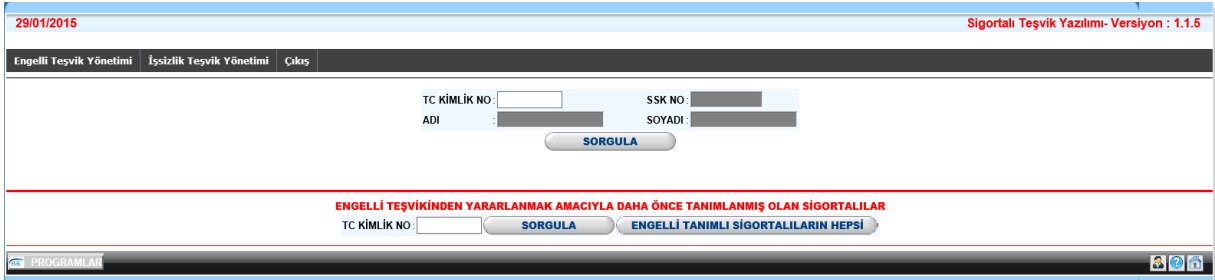 29/01/2015 Sigortalı Teşvik Yazılımı- Versiyon : 1.1.5
Engelli Teşvik Yönetimi İşsizlik Teşvik Yönetimi Çıkış
TC KİMLİK NO : SSK NO :
ADI : SOYADI :
SORGULA
ENGELLİ TEŞVİKİNDEN YARARLANMAK AMACIYLA DAHA ÖNCE TANIMLANMIŞ OLAN SİGORTALILAR
TC KİMLİK NO : SORGULA ENGELLİ TANIMLI SİGORTALILARIN HEPSİ
PROGRAMLAR